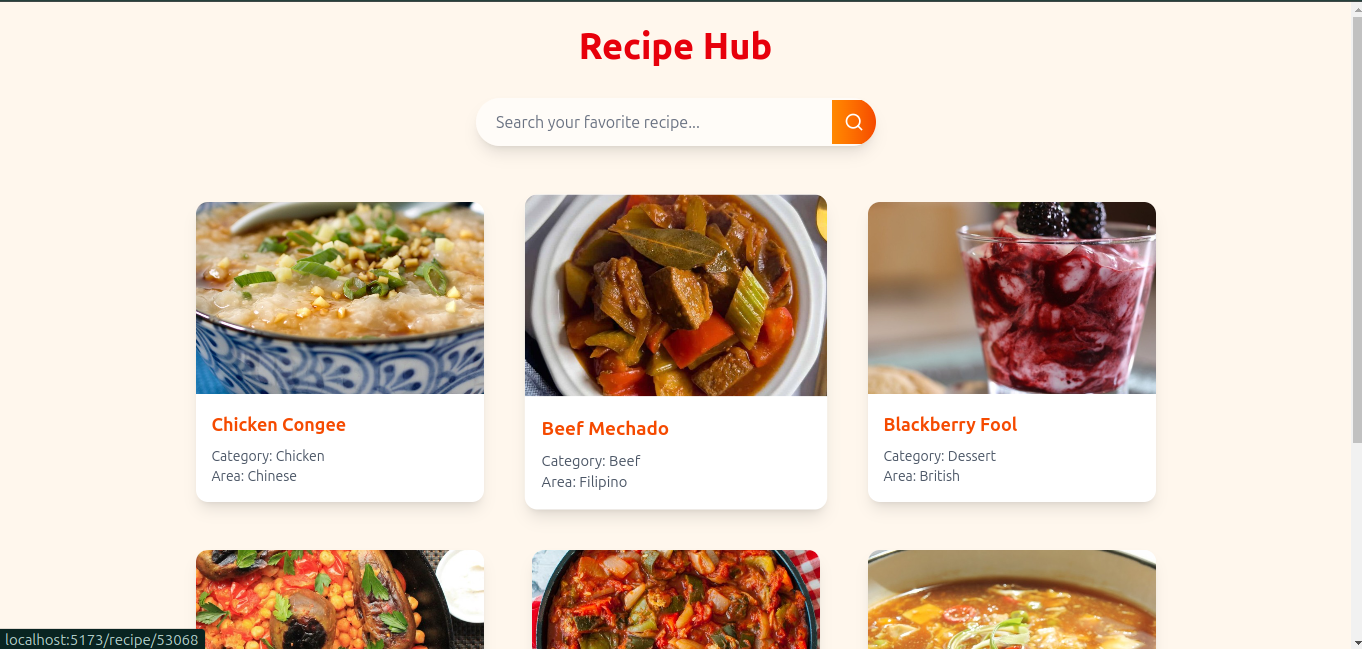 Recipe Hub
Search your favorite recipe...
Chicken Congee
Category: Chicken
Area: Chinese
Beef Mechado
Category: Beef
Area: Filipino
Blackberry Fool
Category: Dessert
Area: British
localhost:5173/recipe/53068